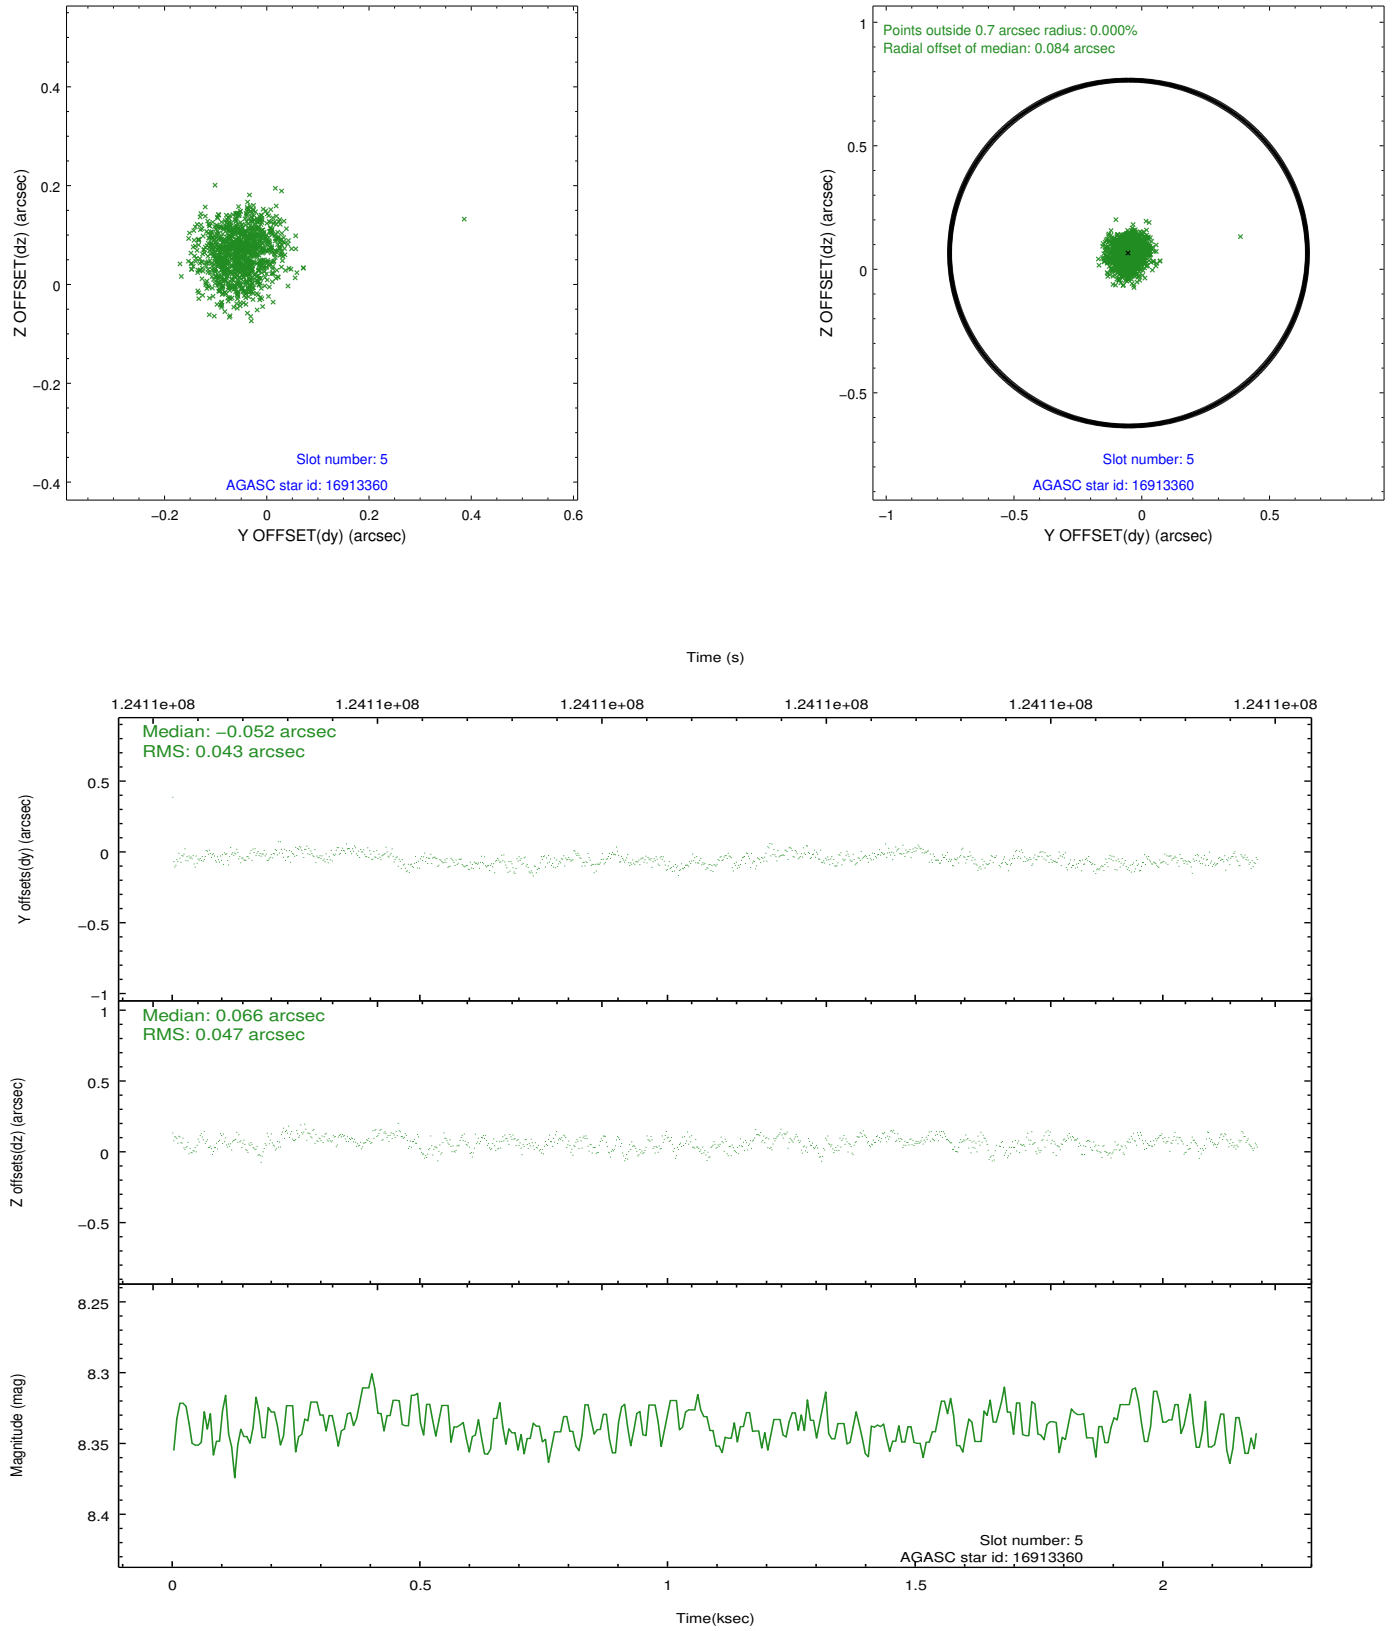 0.4
0.2
0
−0.2
−0.4
Z OFFSET(dz) (arcsec)
Slot number: 5
AGASC star id: 16913360
−0.2 0 0.2 0.4 0.6
Y OFFSET(dy) (arcsec)
Points outside 0.7 arcsec radius: 0.000%
Radial offset of median: 0.084 arcsec
1
0.5
0
−0.5
Z OFFSET(dz) (arcsec)
Slot number: 5
AGASC star id: 16913360
−1 −0.5 0 0.5
Y OFFSET(dy) (arcsec)
Time (s)
1.2411e+08 1.2411e+08 1.2411e+08 1.2411e+08 1.2411e+08 1.2411e+08
Median: −0.052 arcsec
RMS: 0.043 arcsec
0.5
0
−0.5
−1
Y offsets(dy) (arcsec)
Median: 0.066 arcsec
RMS: 0.047 arcsec
1
0.5
0
−0.5
Z offsets(dz) (arcsec)
8.25
8.3
8.35
8.4
Magnitude (mag)
Slot number: 5
AGASC star id: 16913360
0 0.5 1 1.5 2
Time(ksec)